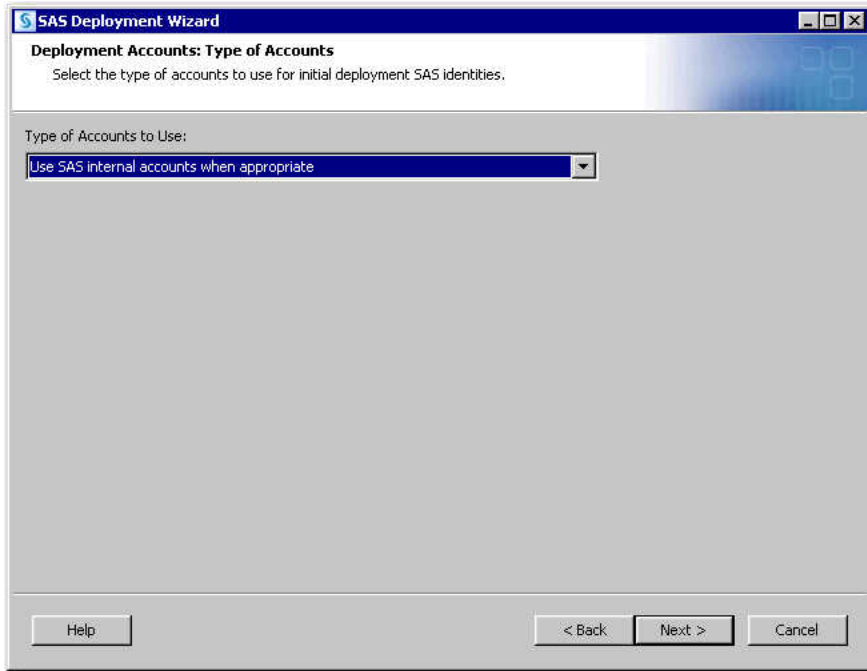 SAS Deployment Wizard
Deployment Accounts: Type of Accounts
Select the type of accounts to use for initial deployment SAS identities.
Type of Accounts to Use:
Use SAS internal accounts when appropriate
Help
< Back
Next >
Cancel